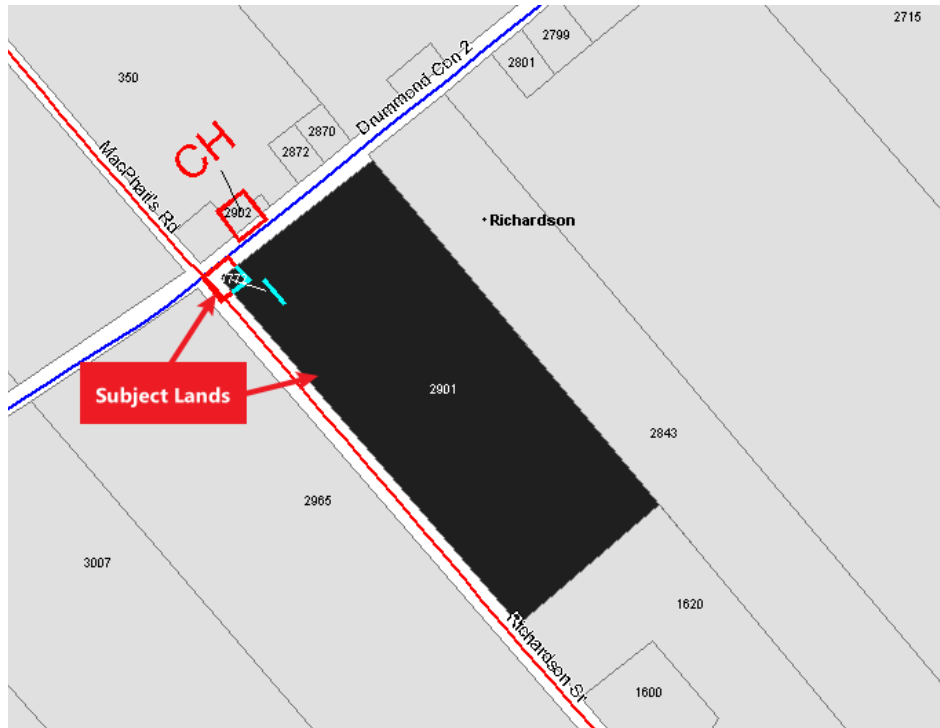 2715
2799
2801
Drummond Con 2
350
2870
2872
CH
MacPhail's Rd
2902
Richardson
Subject Lands
2901
2843
2965
3007
1620
Richardson Sr
1600